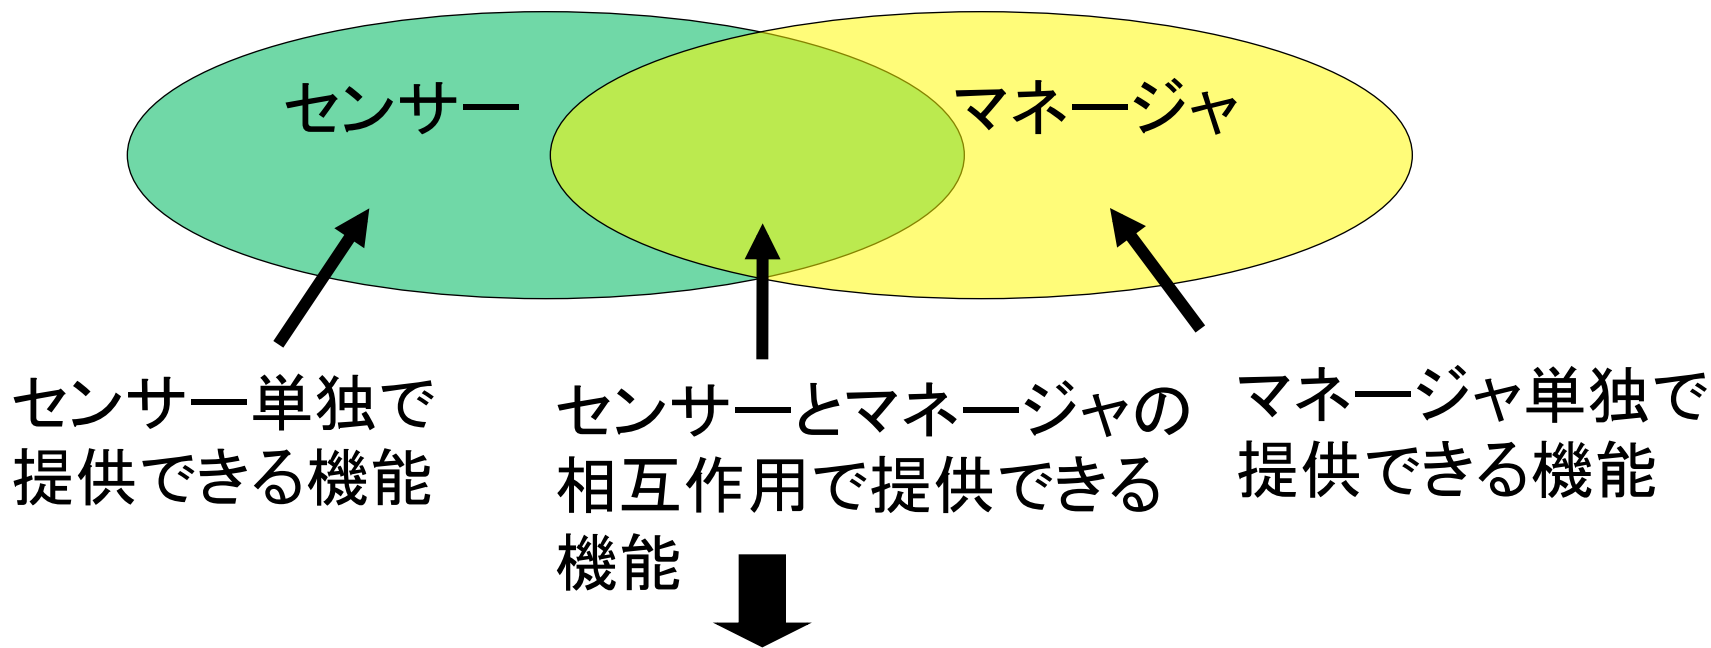 センサー
マネージャ
センサー単独で
提供できる機能
センサーとマネージャの
相互作用で提供できる
機能
マネージャ単独で
提供できる機能